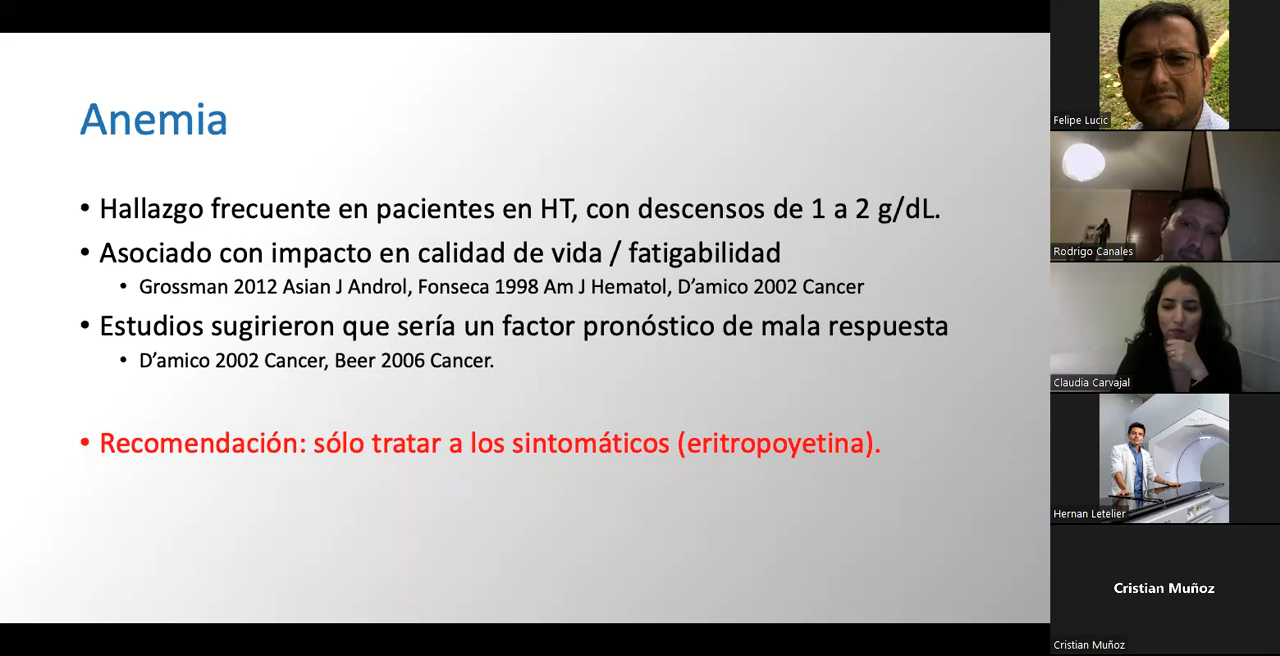 Anemia
• Hallazgo frecuente en pacientes en HT, con descensos de 1 a 2 g/dL.
• Asociado con impacto en calidad de vida / fatigabilidad
• Grossman 2012 Asian J Androl, Fonseca 1998 Am J Hematol, D’amico 2002 Cancer
• Estudios sugirieron que sería un factor pronóstico de mala respuesta
• D’amico 2002 Cancer, Beer 2006 Cancer.
• Recomendación: sólo tratar a los sintomáticos (eritropoyetina).
Felipe Lucic
Rodrigo Canales
Claudia Carvajal
Hernan Letelier
Cristian Muñoz
Cristian Muñoz